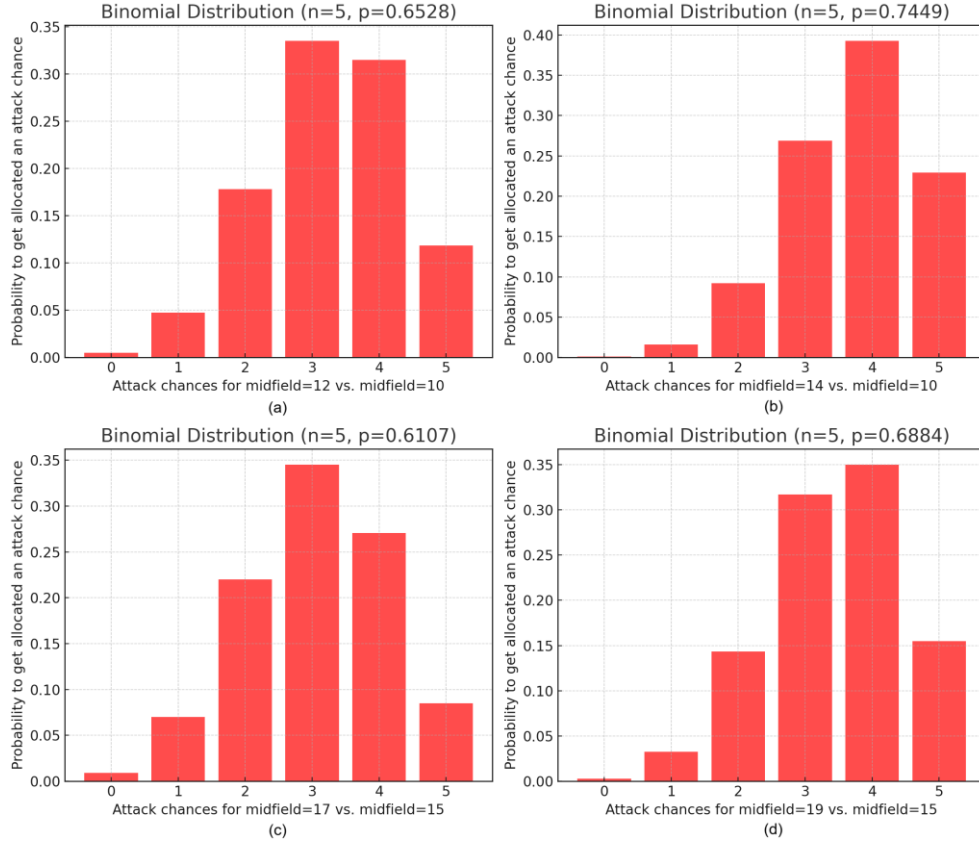 Binomial Distribution (n=5, p=0.6528)
Probability to get allocated an attack chance
0.35
0.30
0.25
0.20
0.15
0.10
0.05
0.00
0 1 2 3 4 5
Attack chances for midfield=12 vs. midfield=10
(a)
Binomial Distribution (n=5, p=0.7449)
Probability to get allocated an attack chance
0.40
0.35
0.30
0.25
0.20
0.15
0.10
0.05
0.00
0 1 2 3 4 5
Attack chances for midfield=14 vs. midfield=10
(b)
Binomial Distribution (n=5, p=0.6107)
Probability to get allocated an attack chance
0.35
0.30
0.25
0.20
0.15
0.10
0.05
0.00
0 1 2 3 4 5
Attack chances for midfield=17 vs. midfield=15
(c)
Binomial Distribution (n=5, p=0.6884)
Probability to get allocated an attack chance
0.35
0.30
0.25
0.20
0.15
0.10
0.05
0.00
0 1 2 3 4 5
Attack chances for midfield=19 vs. midfield=15
(d)